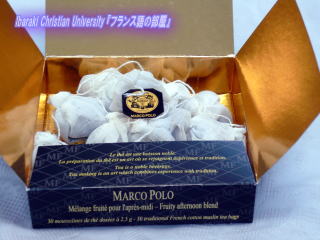 Ibaraki Christian University 『フランス語の部屋』
MARCO POLO
Le thé est une boisson noble.
La préparation du thé est un art où se rejoignent expérience et tradition.
Tea is a noble beverage.
Tea making is an art which combines experience with tradition.
MARCO POLO
Mélange fruité pour l'après-midi - Fruity afternoon blend
30 mousselines de thé dosées à 2.5 g - 30 traditional French cotton muslin tea bags